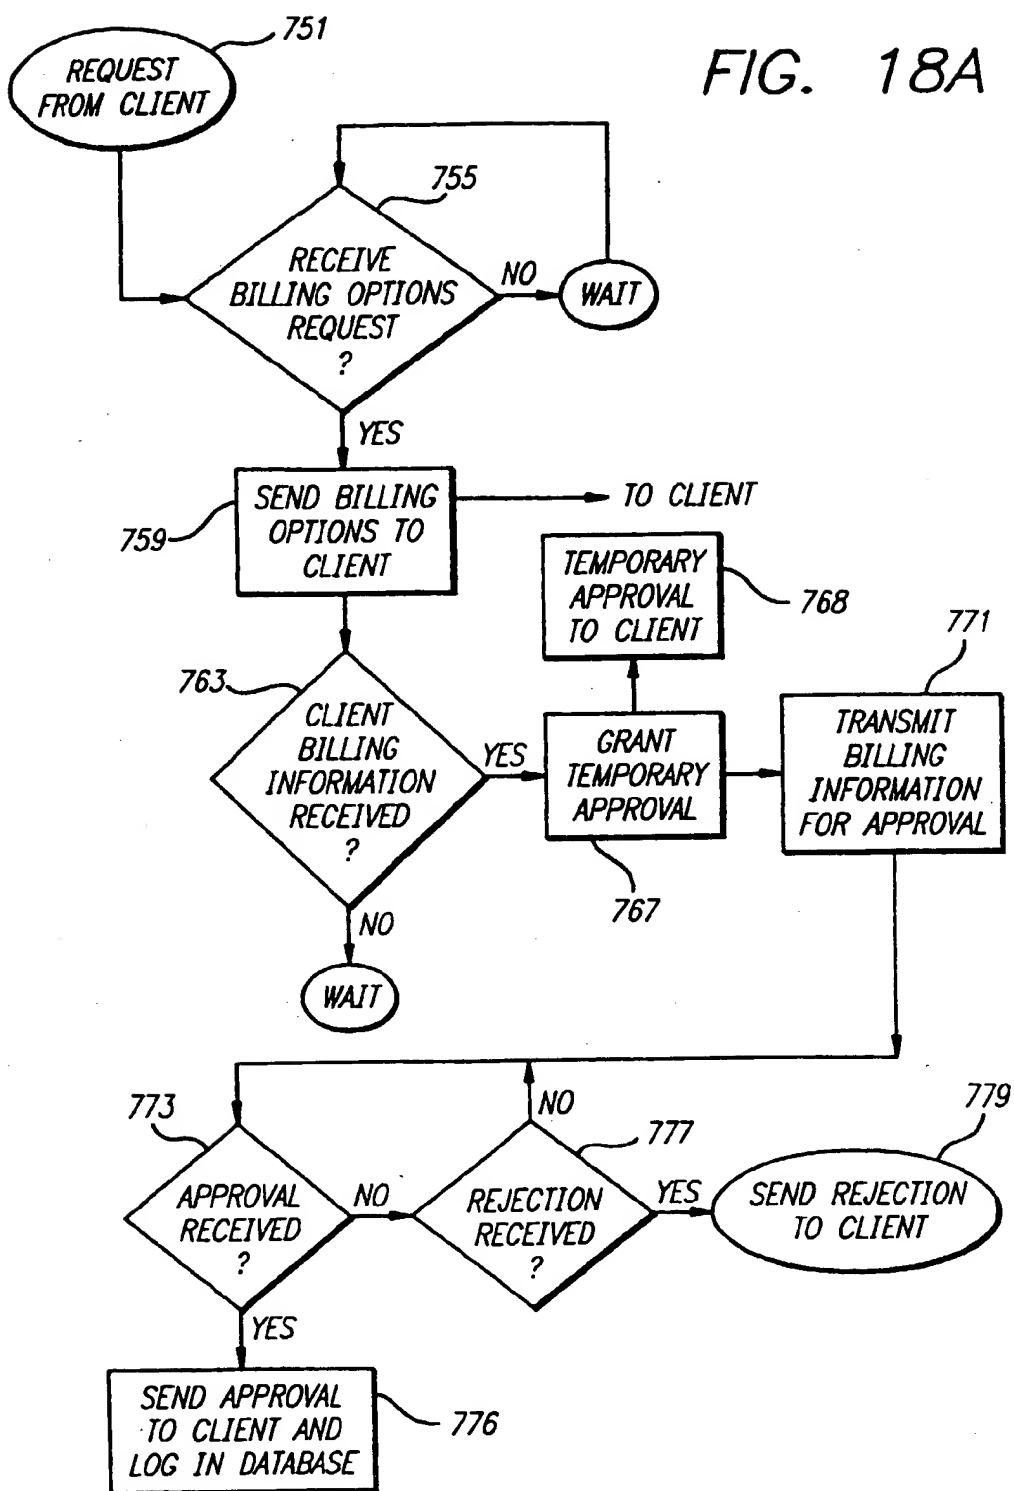 751
FIG. 18A
REQUEST
FROM CLIENT
755
RECEIVE
BILLING OPTIONS
REQUEST
?
NO
WAIT
YES
SEND BILLING
OPTIONS TO
CLIENT
759
TO CLIENT
TEMPORARY
APPROVAL
TO CLIENT
768
763
CLIENT
BILLING
INFORMATION
RECEIVED
?
YES
GRANT
TEMPORARY
APPROVAL
767
771
TRANSMIT
BILLING
INFORMATION
FOR APPROVAL
NO
WAIT
773
APPROVAL
RECEIVED
?
NO
777
REJECTION
RECEIVED
?
NO
YES
779
SEND REJECTION
TO CLIENT
YES
SEND APPROVAL
TO CLIENT AND
LOG IN DATABASE
776